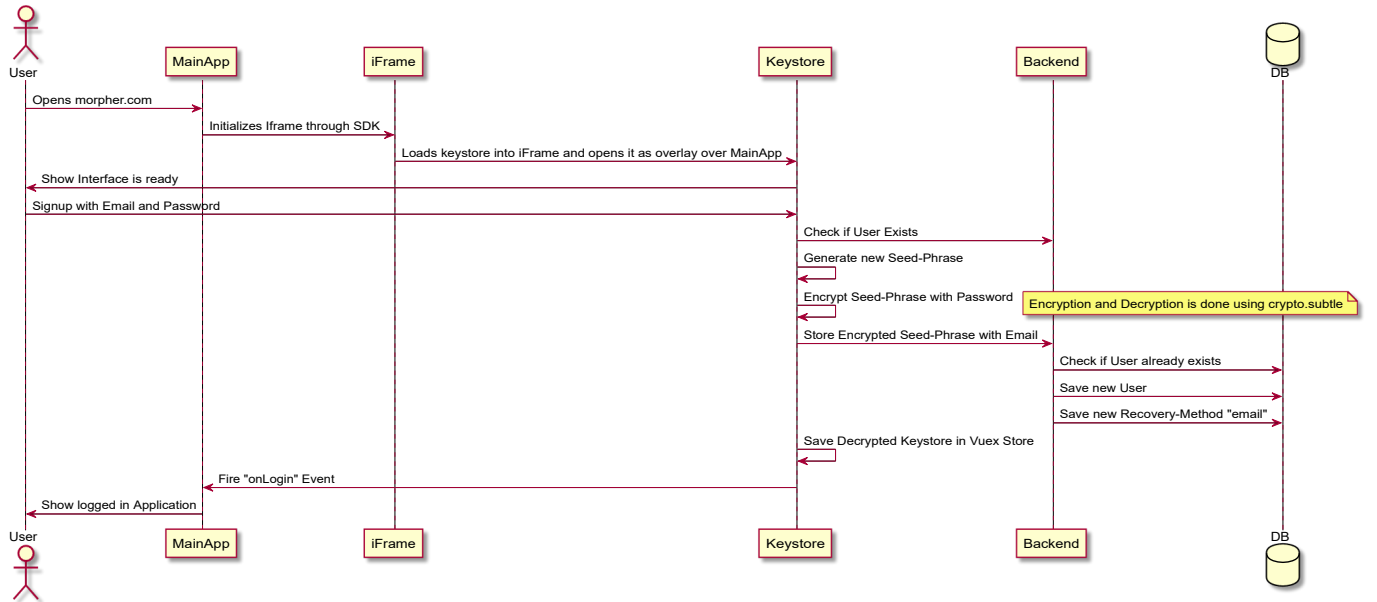 User
MainApp
iFrame
Keystore
Backend
DB
Opens morpher.com
Initializes Iframe through SDK
Loads keystore into iFrame and opens it as overlay over MainApp
Show Interface is ready
Signup with Email and Password
Check if User Exists
Generate new Seed-Phrase
Encrypt Seed-Phrase with Password
Encryption and Decryption is done using crypto.subtle
Store Encrypted Seed-Phrase with Email
Check if User already exists
Save new User
Save new Recovery-Method "email"
Save Decrypted Keystore in Vuex Store
Fire "onLogin" Event
Show logged in Application
User
MainApp
iFrame
Keystore
Backend
DB